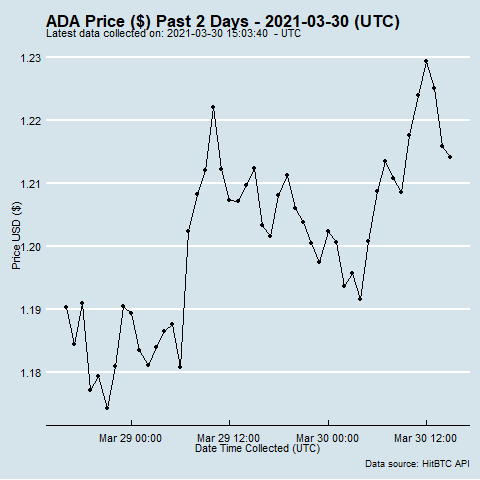 ADA Price ($) Past 2 Days - 2021-03-30 (UTC)
Latest data collected on: 2021-03-30 15:03:40 - UTC
1.23
1.22
1.21
1.20
1.19
1.18
Price USD ($)
Mar 29 00:00 Mar 29 12:00 Mar 30 00:00 Mar 30 12:00
Date Time Collected (UTC)
Data source: HitBTC API